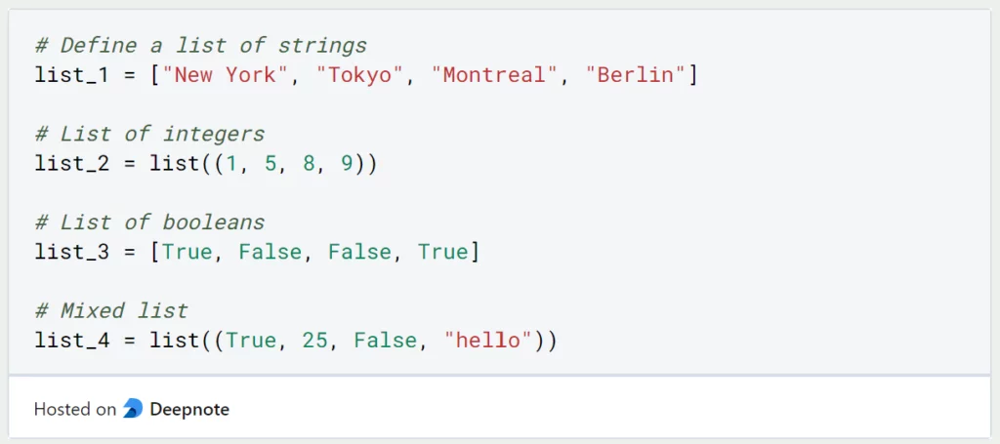 # Define a list of strings
list_1 = ["New York", "Tokyo", "Montreal", "Berlin"]
# List of integers
list_2 = list((1, 5, 8, 9))
# List of booleans
list_3 = [True, False, False, True]
# Mixed list
list_4 = list((True, 25, False, "hello"))
Hosted on Deepnote